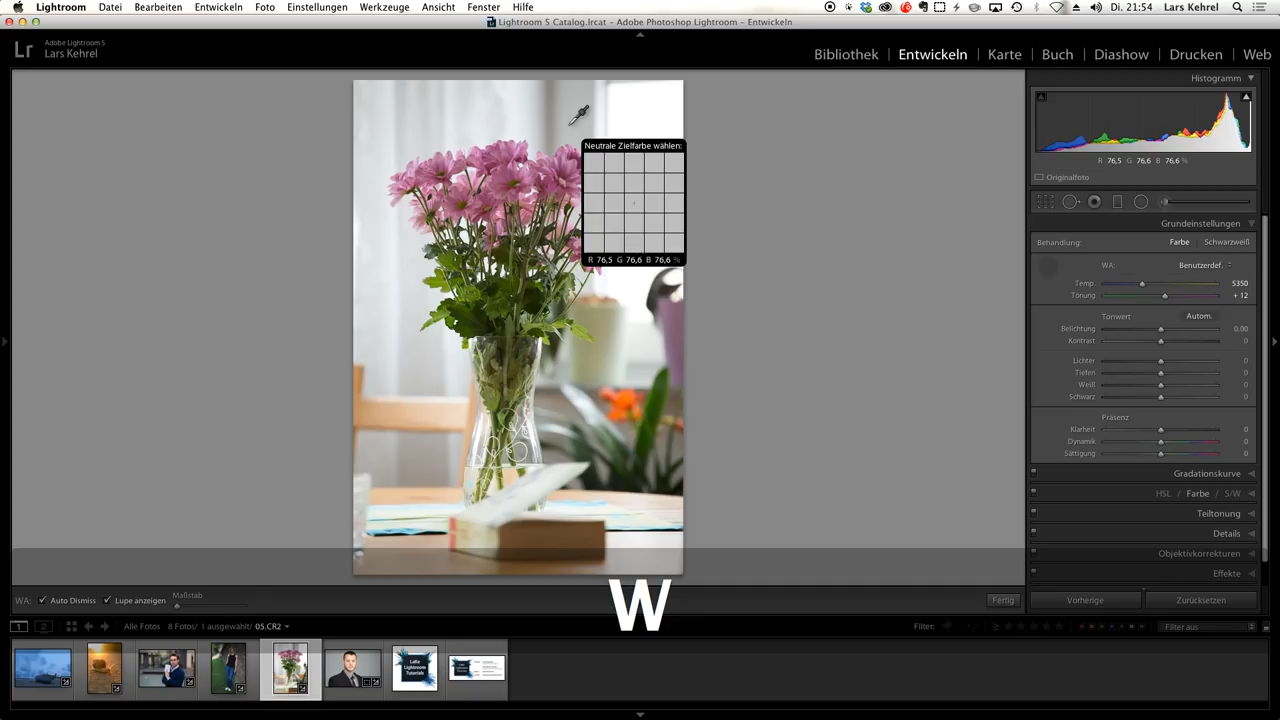 Lightroom Datei Bearbeiten Entwickeln Foto Einstellungen Werkzeuge Ansicht Fenster Hilfe Di. 21:54 Lars Kehrel
Lightroom 5 Catalog.lrcat – Adobe Photoshop Lightroom – Entwickeln
Lr Adobe Lightroom 5
Lars Kehrel
Bibliothek Entwickeln Karte Buch Diashow Drucken Web
Histogramm
R 76,5 G 76,6 B 76,6 %
Originalfoto
Neutrale Zielfarbe wählen:
R 76,5 G 76,6 B 76,6 %
Grundeinstellungen
Behandlung: Farbe Schwarzweiß
WA: Benutzerdef.
Temp. 5350
Tönung + 12
Tonwert Autom.
Belichtung 0,00
Kontrast 0
Lichter 0
Tiefen 0
Weiß 0
Schwarz 0
Präsenz
Klarheit 0
Dynamik 0
Sättigung 0
Gradationskurve
HSL / Farbe / S/W
Teiltonung
Details
Objektivkorrekturen
Effekte
WA: Auto Dismiss Lupe anzeigen Maßstab Fertig Vorherige Zurücksetzen
W
1 2 Alle Fotos 8 Fotos/ 1 ausgewählt/ 05.CR2 Filter: Filter aus
Lafie
Lightroom
Tutorials